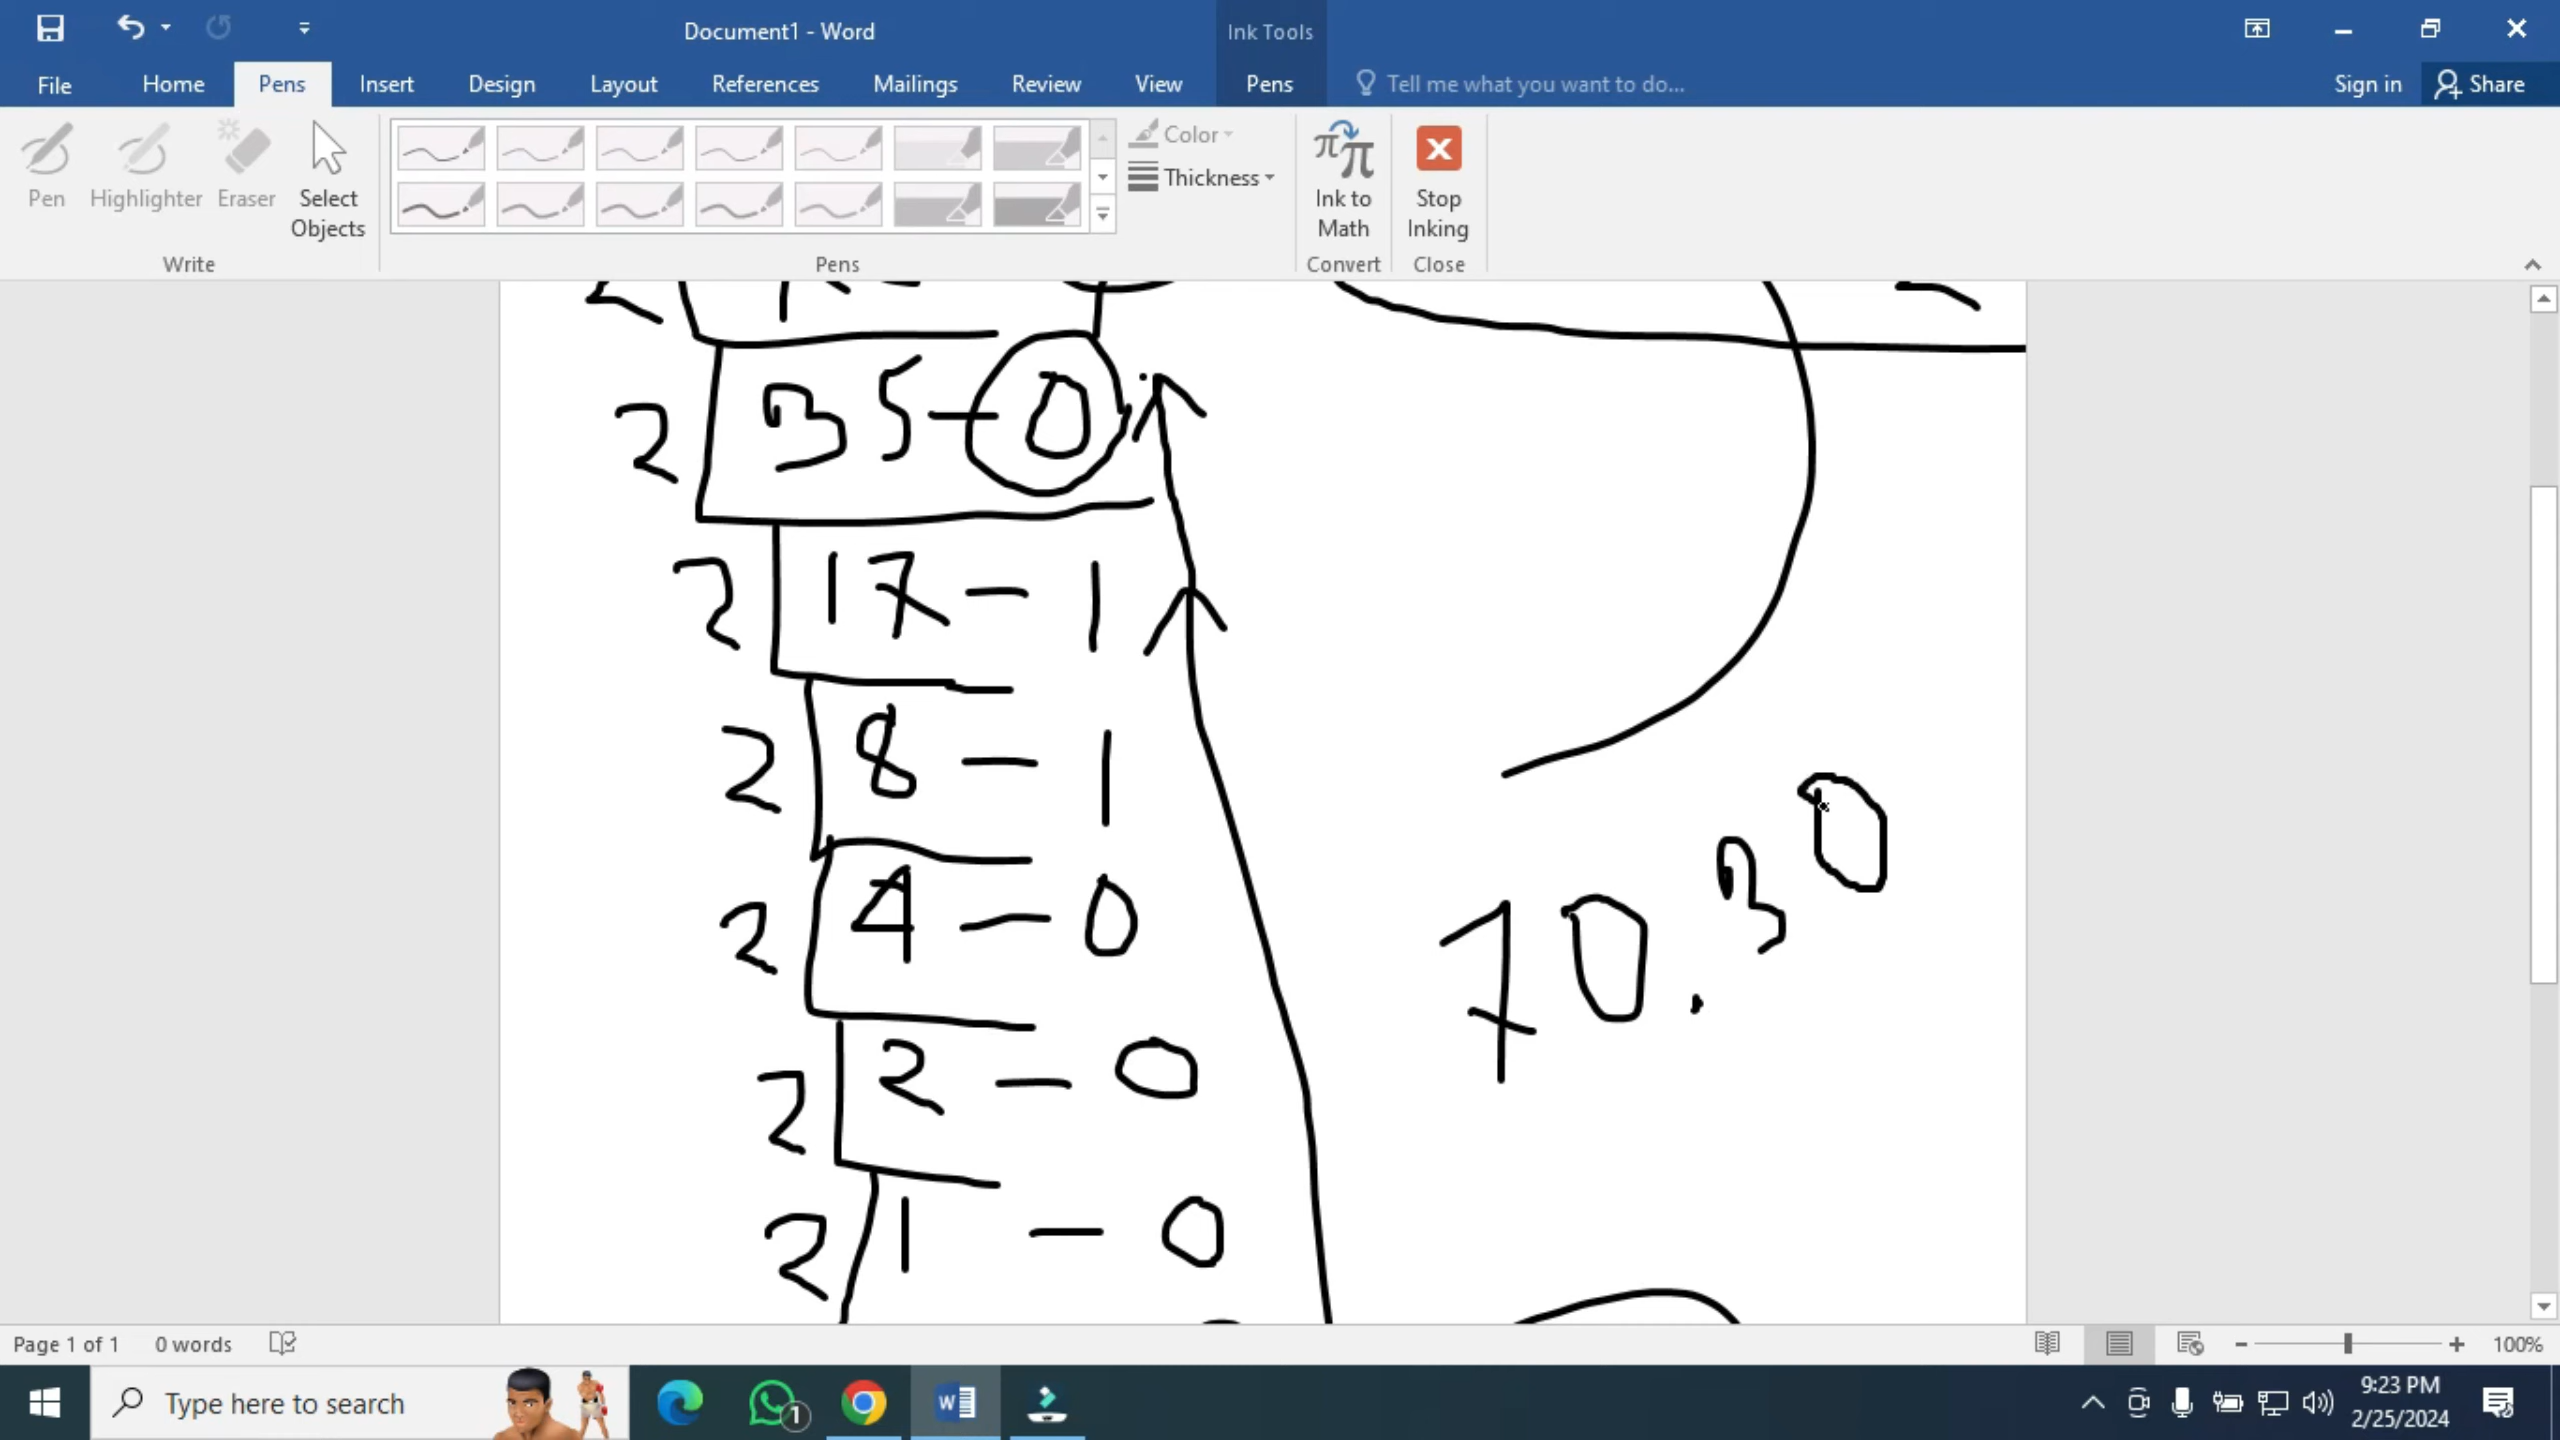 Document1 - Word
Ink Tools
File Home Pens Insert Design Layout References Mailings Review View Pens Tell me what you want to do... Sign in Share
Pen Highlighter Eraser Select Objects
Color
Thickness
Ink to Math
Stop Inking
Write Pens Convert Close
2 35 - 0
2 17 - 1
2 8 - 1
2 4 - 0
2 2 - 0
2 1 - 0
70.30
Page 1 of 1 0 words 100%
Type here to search
1
9:23 PM
2/25/2024